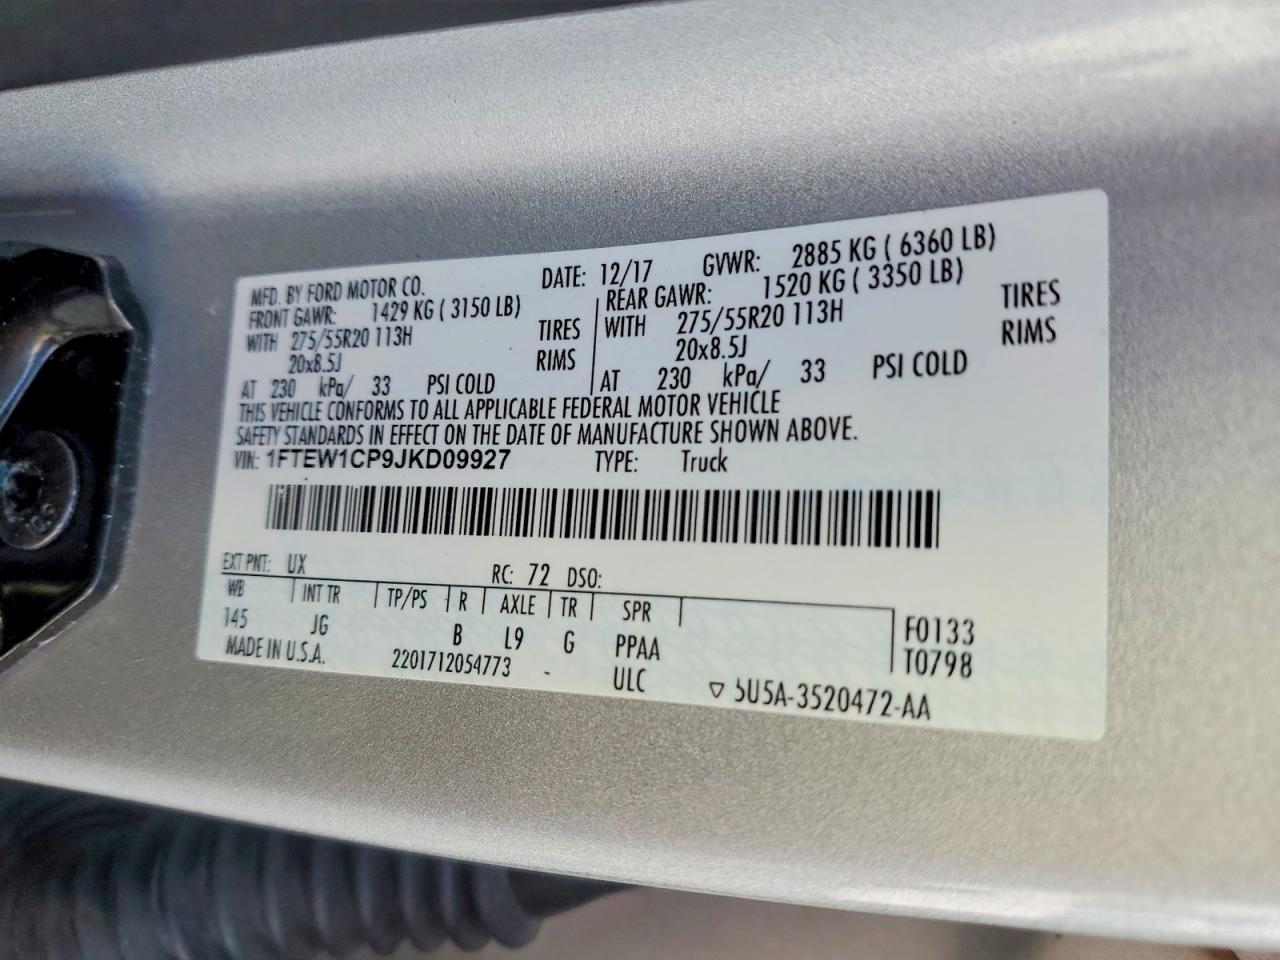 MFD. BY FORD MOTOR CO. DATE: 12/17 GVWR: 2885 KG ( 6360 LB)
FRONT GAWR: 1429 KG ( 3150 LB) REAR GAWR: 1520 KG ( 3350 LB)
WITH 275/55R20 113H TIRES WITH 275/55R20 113H TIRES
20x8.5J RIMS 20x8.5J RIMS
AT 230 kPa/ 33 PSI COLD AT 230 kPa/ 33 PSI COLD
THIS VEHICLE CONFORMS TO ALL APPLICABLE FEDERAL MOTOR VEHICLE
SAFETY STANDARDS IN EFFECT ON THE DATE OF MANUFACTURE SHOWN ABOVE.
VIN: 1FTEW1CP9JKD09927 TYPE: Truck
EXT PNT: UX RC: 72 DSO:
WB INT TR TP/PS R AXLE TR SPR
145 JG B L9 G PPAA F0133
T0798
MADE IN U.S.A. 2201712054773 - ULC ▽ 5U5A-3520472-AA